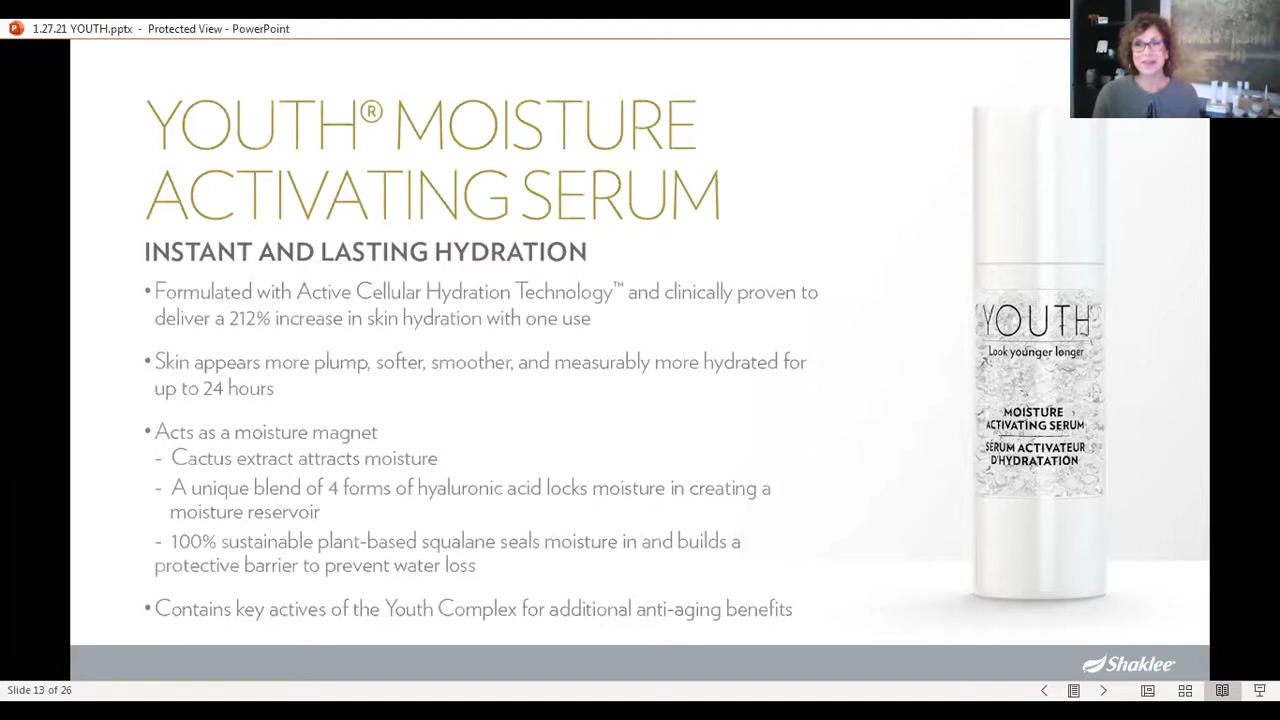 1.27.21 YOUTH.pptx - Protected View - PowerPoint
YOUTH® MOISTURE
ACTIVATING SERUM
INSTANT AND LASTING HYDRATION
•Formulated with Active Cellular Hydration Technology™ and clinically proven to
deliver a 212% increase in skin hydration with one use
•Skin appears more plump, softer, smoother, and measurably more hydrated for
up to 24 hours
•Acts as a moisture magnet
- Cactus extract attracts moisture
- A unique blend of 4 forms of hyaluronic acid locks moisture in creating a
moisture reservoir
- 100% sustainable plant-based squalane seals moisture in and builds a
protective barrier to prevent water loss
•Contains key actives of the Youth Complex for additional anti-aging benefits
YOUTH
Look younger longer
MOISTURE
ACTIVATING SERUM
SÉRUM ACTIVATEUR
D'HYDRATATION
Shaklee
Slide 13 of 26